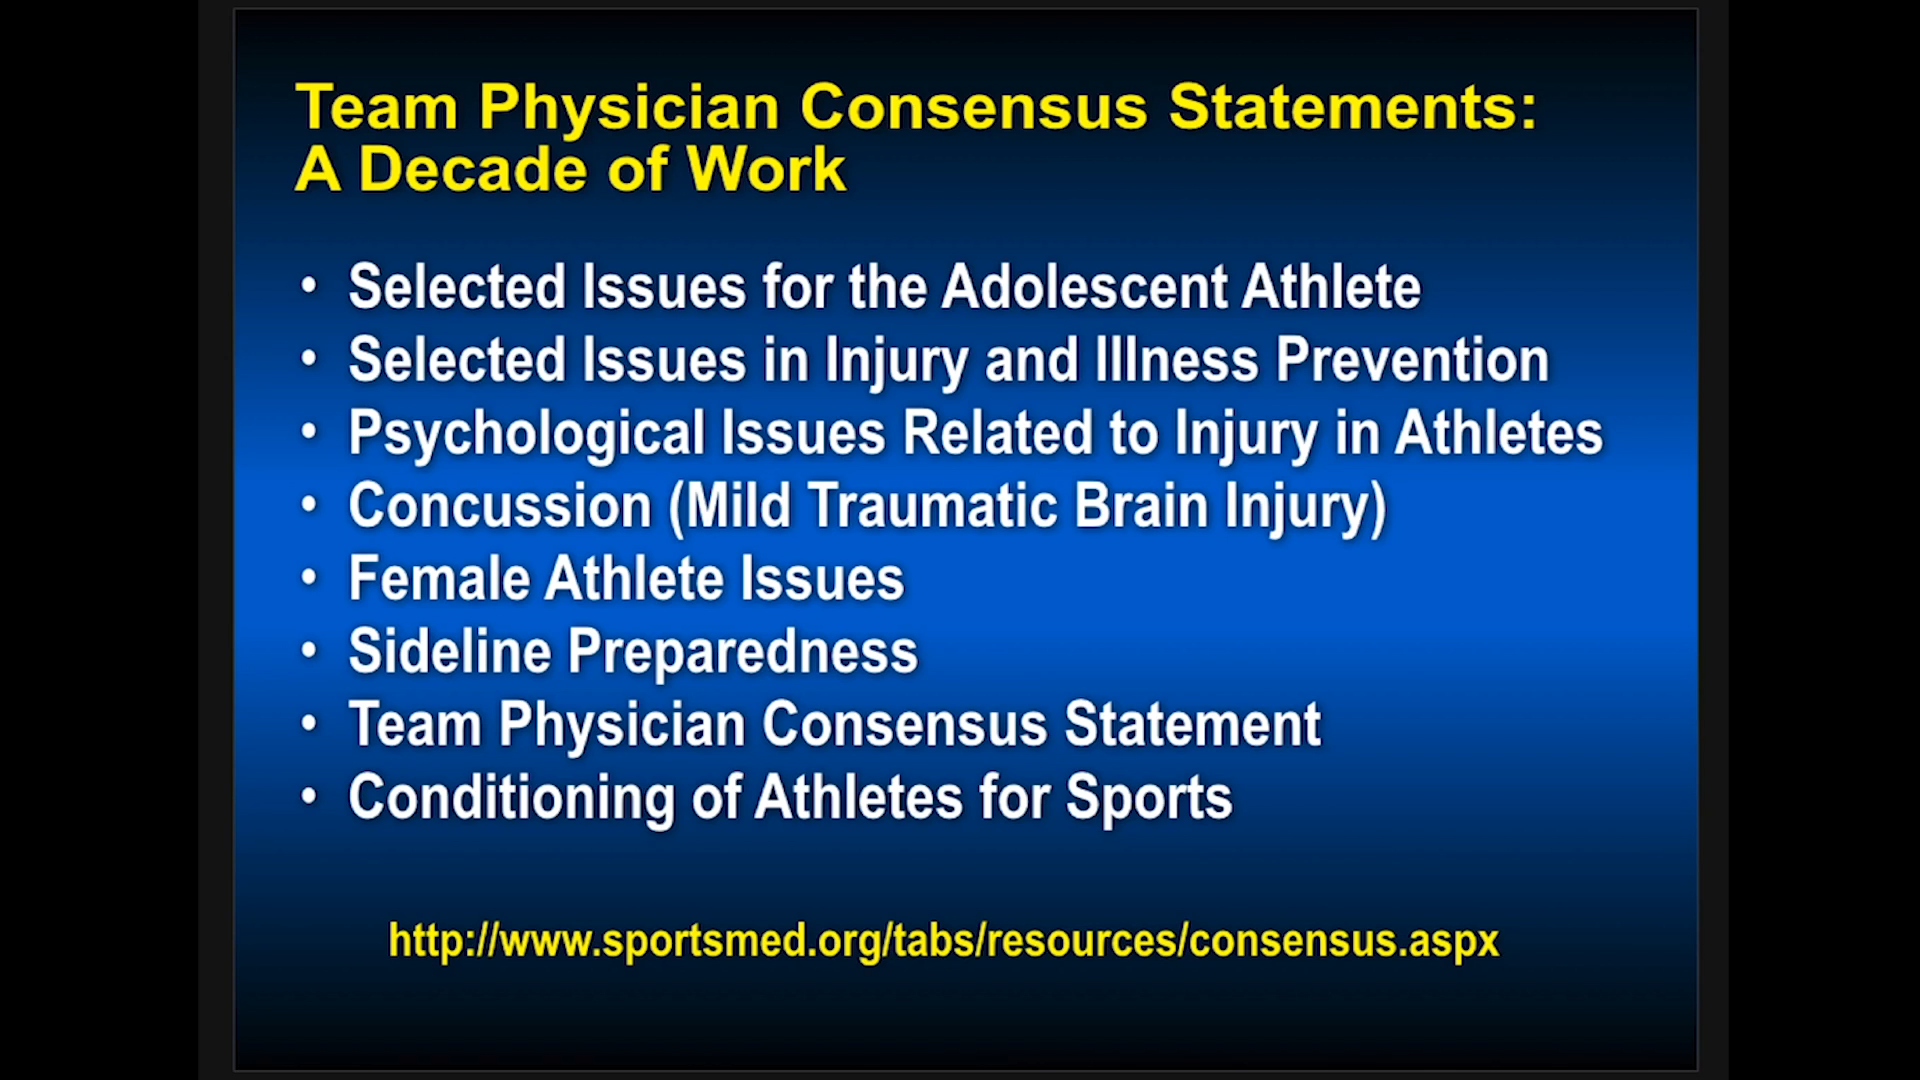 Team Physician Consensus Statements:
A Decade of Work
• Selected Issues for the Adolescent Athlete
• Selected Issues in Injury and Illness Prevention
• Psychological Issues Related to Injury in Athletes
• Concussion (Mild Traumatic Brain Injury)
• Female Athlete Issues
• Sideline Preparedness
• Team Physician Consensus Statement
• Conditioning of Athletes for Sports
http://www.sportsmed.org/tabs/resources/consensus.aspx